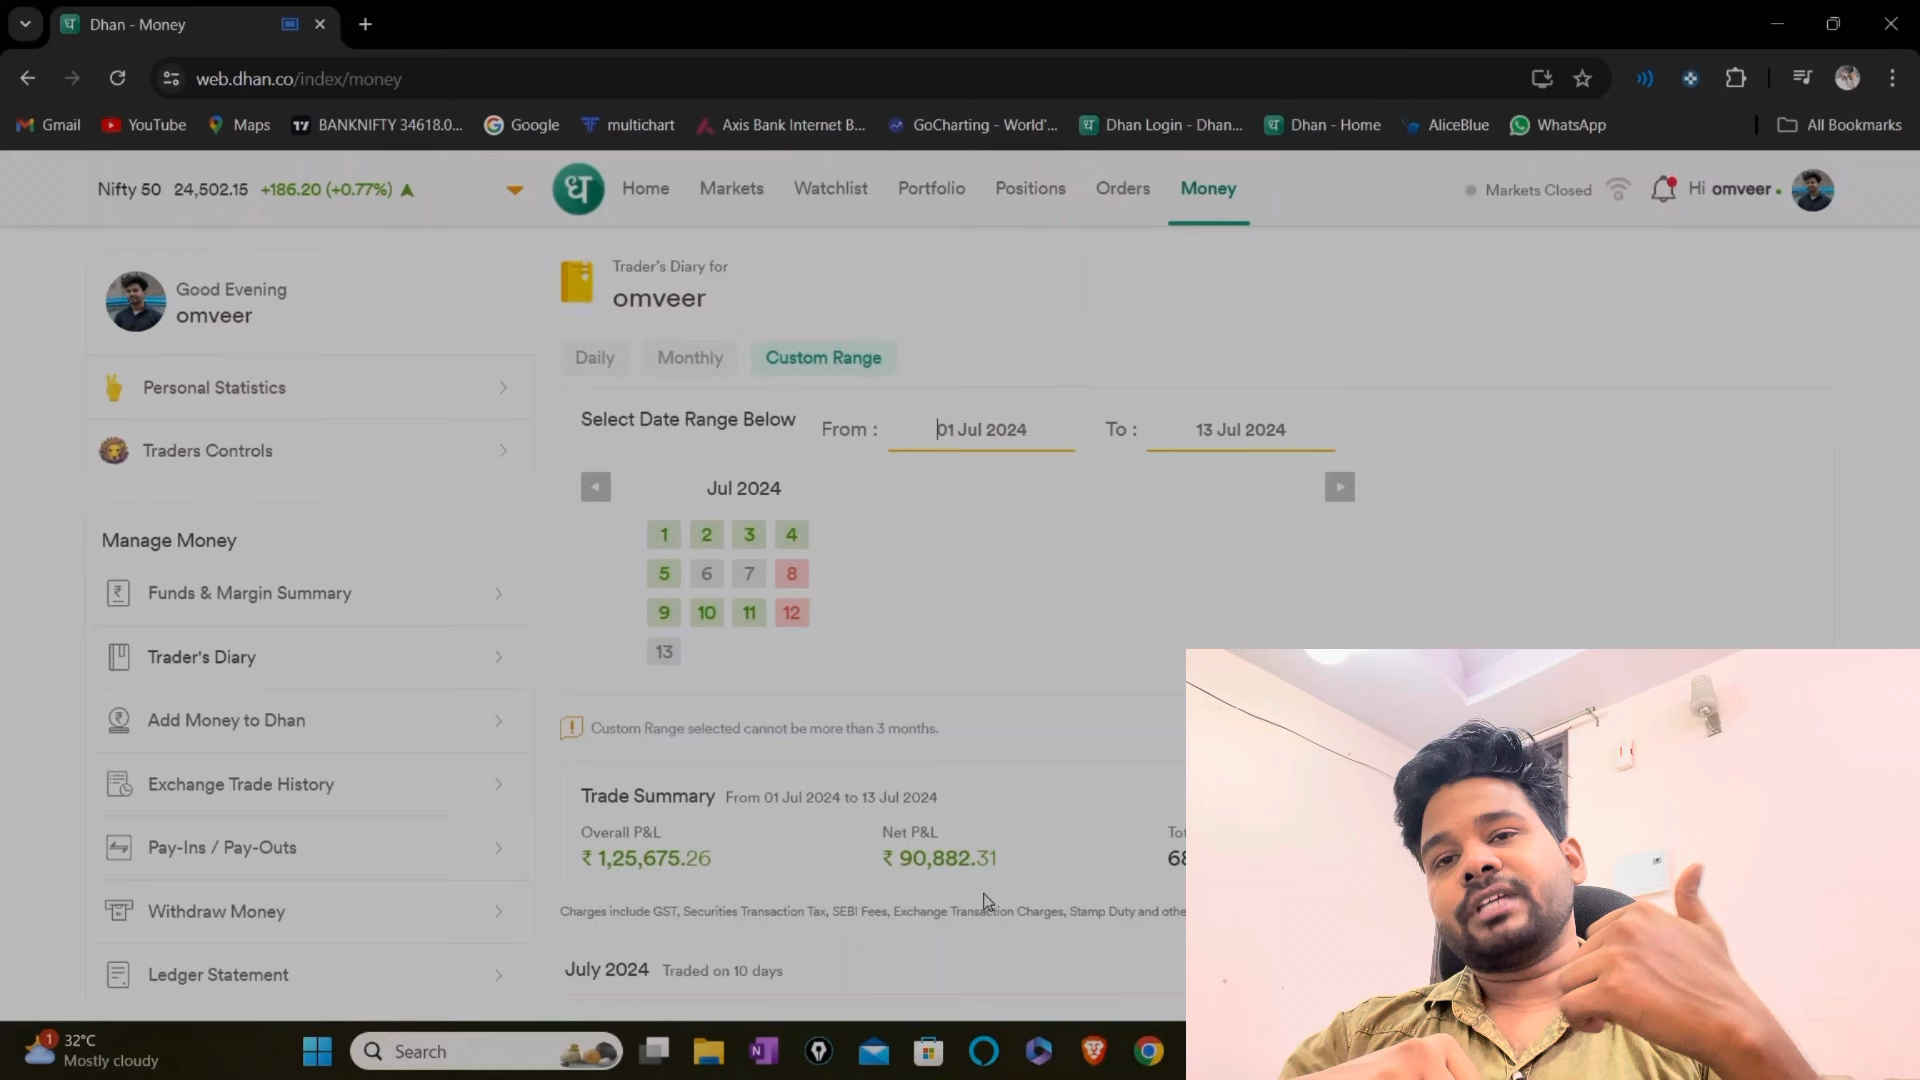 Dhan - Money
web.dhan.co/index/money
Gmail YouTube Maps BANKNIFTY 34618.0... Google multichart Axis Bank Internet B... GoCharting - World'... Dhan Login - Dhan... Dhan - Home AliceBlue WhatsApp All Bookmarks
Nifty 50 24,502.15 +186.20 (+0.77%) ध Home Markets Watchlist Portfolio Positions Orders Money Markets Closed Hi omveer
Good Evening
omveer
Personal Statistics
Traders Controls
Manage Money
Funds & Margin Summary
Trader's Diary
Add Money to Dhan
Exchange Trade History
Pay-Ins / Pay-Outs
Withdraw Money
Ledger Statement
Trader's Diary for
omveer
Daily Monthly Custom Range
Select Date Range Below From : 01 Jul 2024 To : 13 Jul 2024
Jul 2024
1 2 3 4
5 6 7 8
9 10 11 12
13
Custom Range selected cannot be more than 3 months.
Trade Summary From 01 Jul 2024 to 13 Jul 2024
Overall P&L Net P&L
₹ 1,25,675.26 ₹ 90,882.31
Charges include GST, Securities Transaction Tax, SEBI Fees, Exchange Transaction Charges, Stamp Duty and othe
July 2024 Traded on 10 days
1 32°C
Mostly cloudy
Search